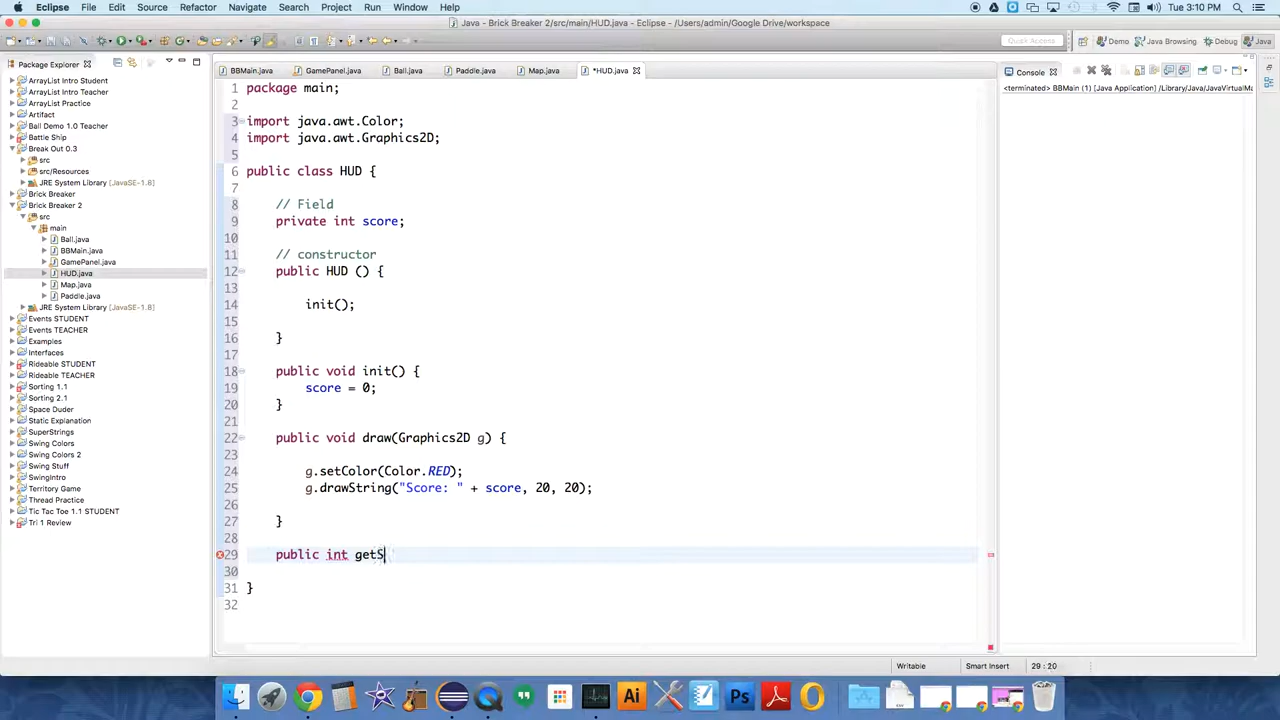 Eclipse File Edit Source Refactor Navigate Search Project Run Window Help Tue 3:10 PM
Java - Brick Breaker 2/src/main/HUD.java - Eclipse - /Users/admin/Google Drive/workspace
Quick Access Demo Java Browsing Debug Java
Package Explorer
ArrayList Intro Student
ArrayList Intro Teacher
ArrayList Practice
Artifact
Ball Demo 1.0 Teacher
Battle Ship
Break Out 0.3
src
src/Resources
JRE System Library [JavaSE-1.8]
Brick Breaker
Brick Breaker 2
src
main
Ball.java
BBMain.java
GamePanel.java
HUD.java
Map.java
Paddle.java
JRE System Library [JavaSE-1.8]
Events STUDENT
Events TEACHER
Examples
Interfaces
Rideable STUDENT
Rideable TEACHER
Sorting 1.1
Sorting 2.1
Space Duder
Static Explanation
SuperStrings
Swing Colors
Swing Colors 2
Swing Stuff
SwingIntro
Territory Game
Thread Practice
Tic Tac Toe 1.1 STUDENT
Tri 1 Review
BBMain.java GamePanel.java Ball.java Paddle.java Map.java *HUD.java
1 package main;
2
3 import java.awt.Color;
4 import java.awt.Graphics2D;
5
6 public class HUD {
7
8 // Field
9 private int score;
10
11 // constructor
12 public HUD () {
13
14 init();
15
16 }
17
18 public void init() {
19 score = 0;
20 }
21
22 public void draw(Graphics2D g) {
23
24 g.setColor(Color.RED);
25 g.drawString("Score: " + score, 20, 20);
26
27 }
28
29 public int getS
30
31 }
32
Console
<terminated> BBMain (1) [Java Application] /Library/Java/JavaVirtualMa
Writable Smart Insert 29 : 20
Ai Ps